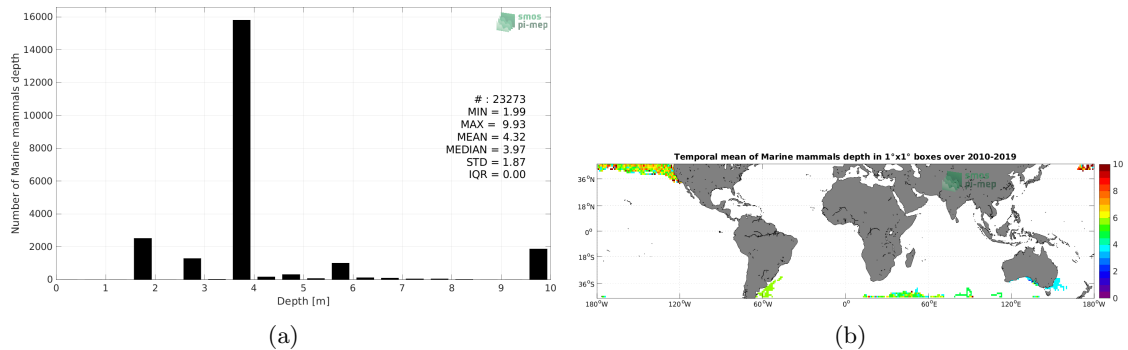 smos
pi-mep
Number of Marine mammals depth
16000
14000
12000
10000
8000
6000
4000
2000
0
# : 23273
MIN = 1.99
MAX = 9.93
MEAN = 4.32
MEDIAN = 3.97
STD = 1.87
IQR = 0.00
0 1 2 3 4 5 6 7 8 9 10
Depth [m]
(a)
Temporal mean of Marine mammals depth in 1°x1° boxes over 2010-2019
smos
pi-mep
36°N
18°N
0°
18°S
36°S
180°W 120°W 60°W 0° 60°E 120°E 180°W
10
8
6
4
2
0
(b)